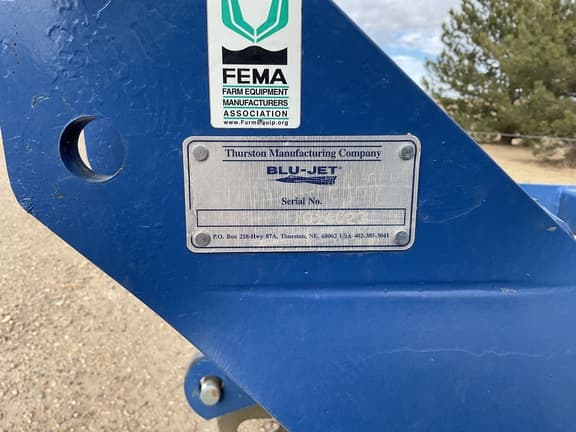 FEMA
FARM EQUIPMENT
MANUFACTURERS
ASSOCIATION
www.FarmEquip.org
Thurston Manufacturing Company
BLU-JET®
Serial No.
P.O. Box 218-Hwy 87A, Thurston, NE. 68062 USA 402-385-3041